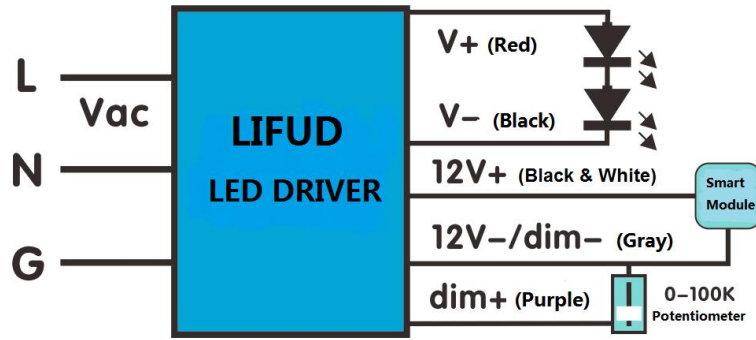 L
Vac
N
G
LIFUD
LED DRIVER
V+ (Red)
V- (Black)
12V+ (Black & White)
12V-/dim- (Gray)
dim+ (Purple)
Smart
Module
0-100K
Potentiometer